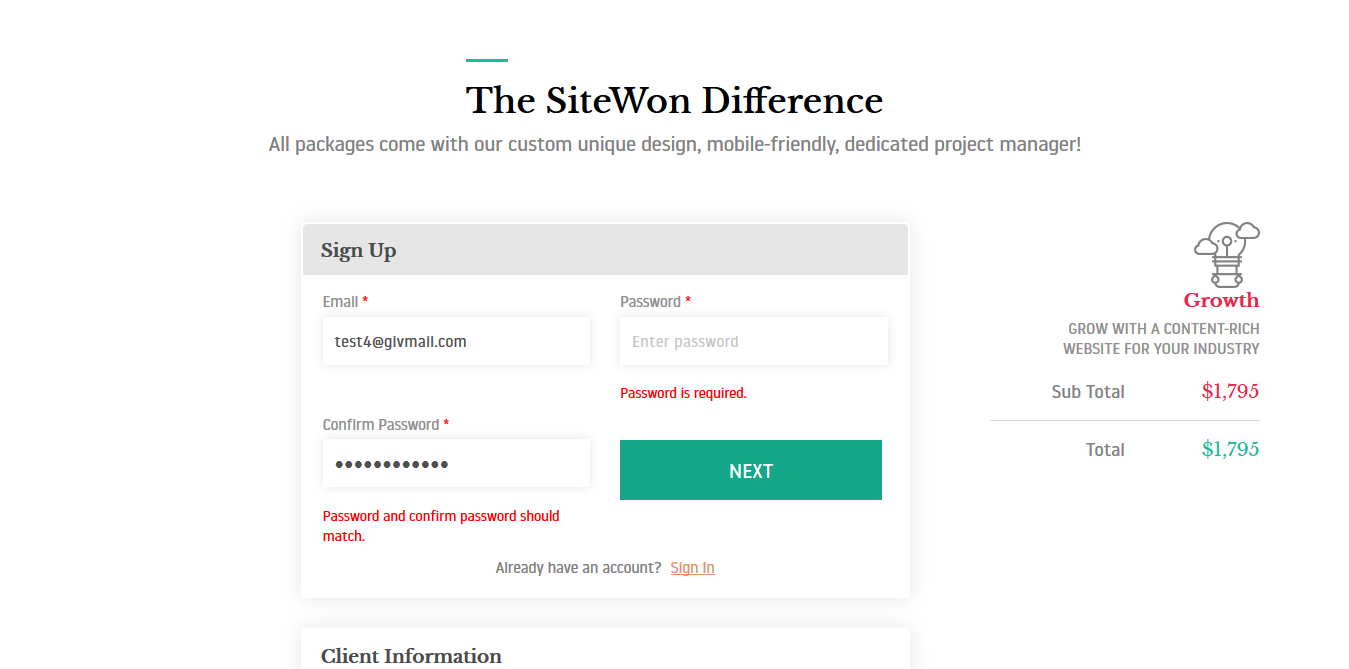 The SiteWon Difference
All packages come with our custom unique design, mobile-friendly, dedicated project manager!
Sign Up
Email *
test4@givmail.com
Password *
Enter password
Password is required.
Confirm Password *
••••••••••••
Password and confirm password should
match.
NEXT
Already have an account? Sign In
Client Information
Growth
GROW WITH A CONTENT-RICH
WEBSITE FOR YOUR INDUSTRY
Sub Total $1,795
Total $1,795